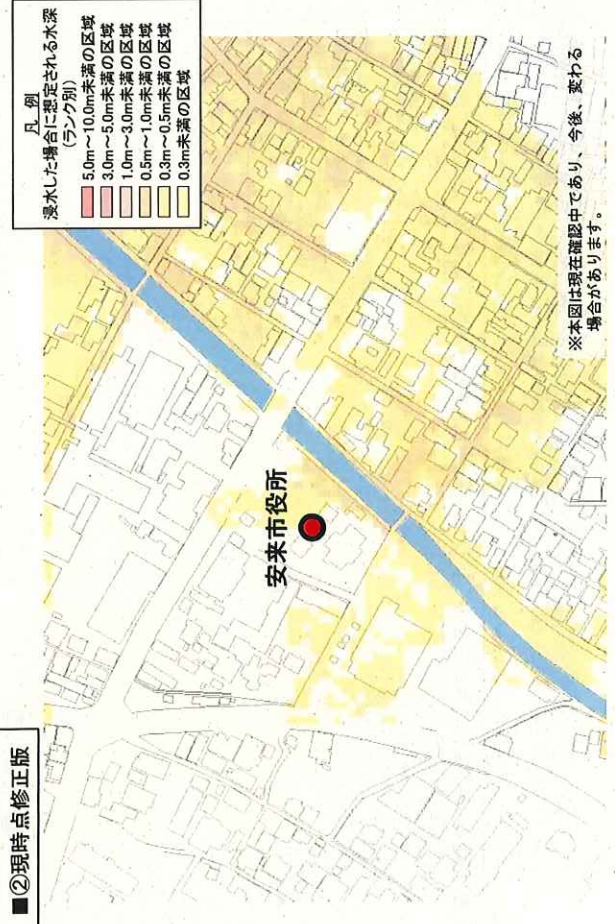 ■②現時点修正版
凡 例
浸水した場合に想定される水深
(ランク別)
5.0m~10.0m未満の区域
3.0m~5.0m未満の区域
1.0m~3.0m未満の区域
0.5m~1.0m未満の区域
0.3m~0.5m未満の区域
0.3m未満の区域
安来市役所
※本図は現在確認中であり、今後、変わる
場合があります。